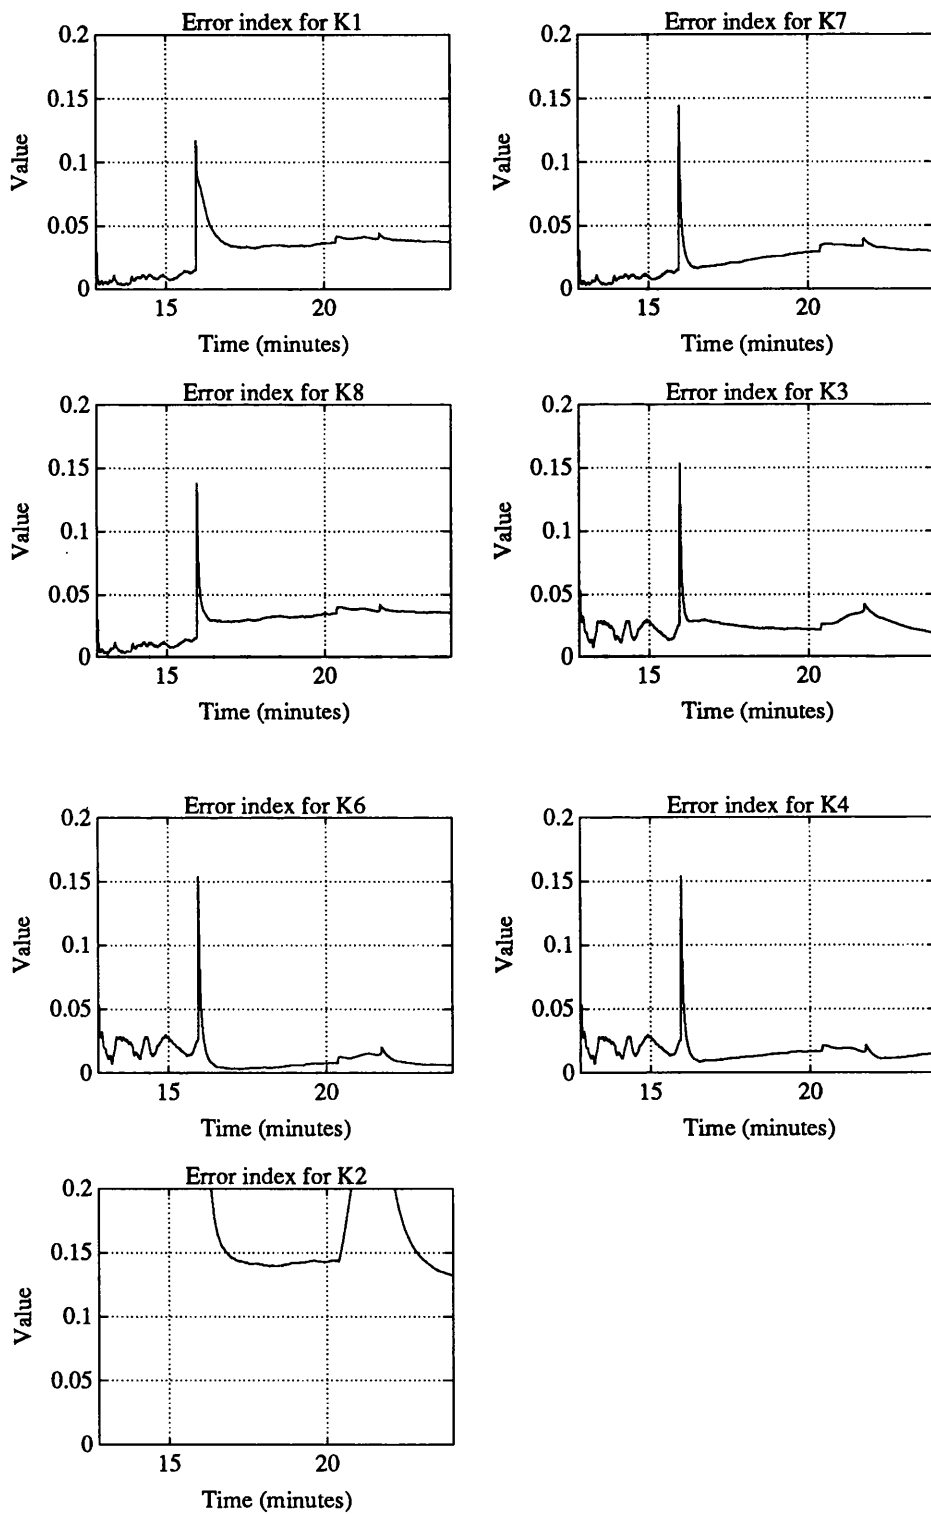 Error index for K1
0.2
0.15
0.1
0.05
0
Value
15
20
Time (minutes)
Error index for K7
0.2
0.15
0.1
0.05
0
Value
15
20
Time (minutes)
Error index for K8
0.2
0.15
0.1
0.05
0
Value
15
20
Time (minutes)
Error index for K3
0.2
0.15
0.1
0.05
0
Value
15
20
Time (minutes)
Error index for K6
0.2
0.15
0.1
0.05
0
Value
15
20
Time (minutes)
Error index for K4
0.2
0.15
0.1
0.05
0
Value
15
20
Time (minutes)
Error index for K2
0.2
0.15
0.1
0.05
0
Value
15
20
Time (minutes)